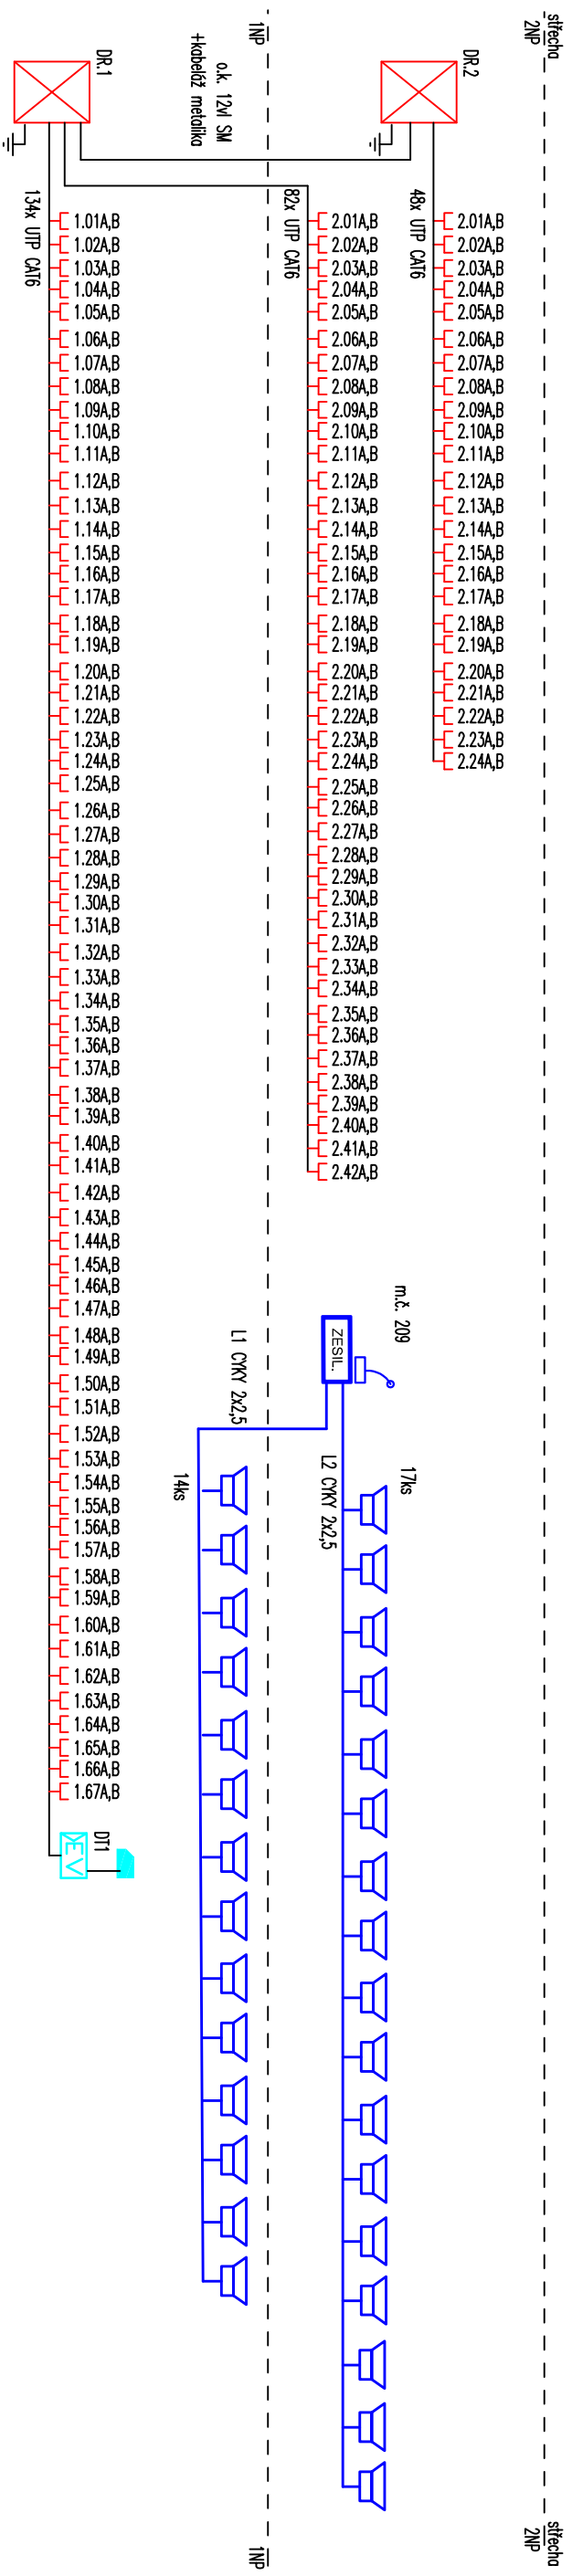 střecha
2NP
střecha
2NP
DR.2
48x UTP CAT6
2.01A,B
2.02A,B
2.03A,B
2.04A,B
2.05A,B
2.06A,B
2.07A,B
2.08A,B
2.09A,B
2.10A,B
2.11A,B
2.12A,B
2.13A,B
2.14A,B
2.15A,B
2.16A,B
2.17A,B
2.18A,B
2.19A,B
2.20A,B
2.21A,B
2.22A,B
2.23A,B
2.24A,B
82x UTP CAT6
2.01A,B
2.02A,B
2.03A,B
2.04A,B
2.05A,B
2.06A,B
2.07A,B
2.08A,B
2.09A,B
2.10A,B
2.11A,B
2.12A,B
2.13A,B
2.14A,B
2.15A,B
2.16A,B
2.17A,B
2.18A,B
2.19A,B
2.20A,B
2.21A,B
2.22A,B
2.23A,B
2.24A,B
2.25A,B
2.26A,B
2.27A,B
2.28A,B
2.29A,B
2.30A,B
2.31A,B
2.32A,B
2.33A,B
2.34A,B
2.35A,B
2.36A,B
2.37A,B
2.38A,B
2.39A,B
2.40A,B
2.41A,B
2.42A,B
m.č. 209
ZESIL.
17ks
L2 CYKY 2x2,5
1NP
1NP
L1 CYKY 2x2,5
14ks
o.k. 12vl SM
+kabeláž metalika
DR.1
134x UTP CAT6
1.01A,B
1.02A,B
1.03A,B
1.04A,B
1.05A,B
1.06A,B
1.07A,B
1.08A,B
1.09A,B
1.10A,B
1.11A,B
1.12A,B
1.13A,B
1.14A,B
1.15A,B
1.16A,B
1.17A,B
1.18A,B
1.19A,B
1.20A,B
1.21A,B
1.22A,B
1.23A,B
1.24A,B
1.25A,B
1.26A,B
1.27A,B
1.28A,B
1.29A,B
1.30A,B
1.31A,B
1.32A,B
1.33A,B
1.34A,B
1.35A,B
1.36A,B
1.37A,B
1.38A,B
1.39A,B
1.40A,B
1.41A,B
1.42A,B
1.43A,B
1.44A,B
1.45A,B
1.46A,B
1.47A,B
1.48A,B
1.49A,B
1.50A,B
1.51A,B
1.52A,B
1.53A,B
1.54A,B
1.55A,B
1.56A,B
1.57A,B
1.58A,B
1.59A,B
1.60A,B
1.61A,B
1.62A,B
1.63A,B
1.64A,B
1.65A,B
1.66A,B
1.67A,B
DT1
EV